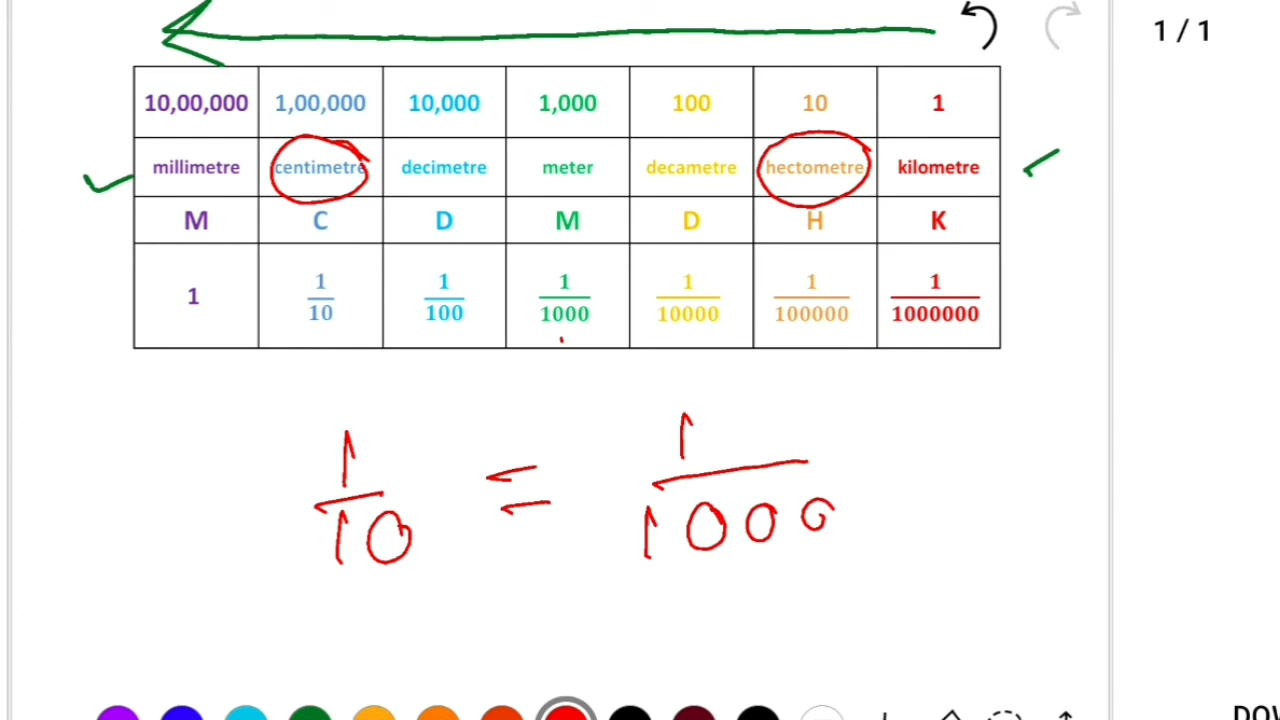 1 / 1
10,00,000 1,00,000 10,000 1,000 100 10 1
millimetre centimetre decimetre meter decametre hectometre kilometre
M C D M D H K
1 1/10 1/100 1/1000 1/10000 1/100000 1/1000000
1/10 = 1/1000